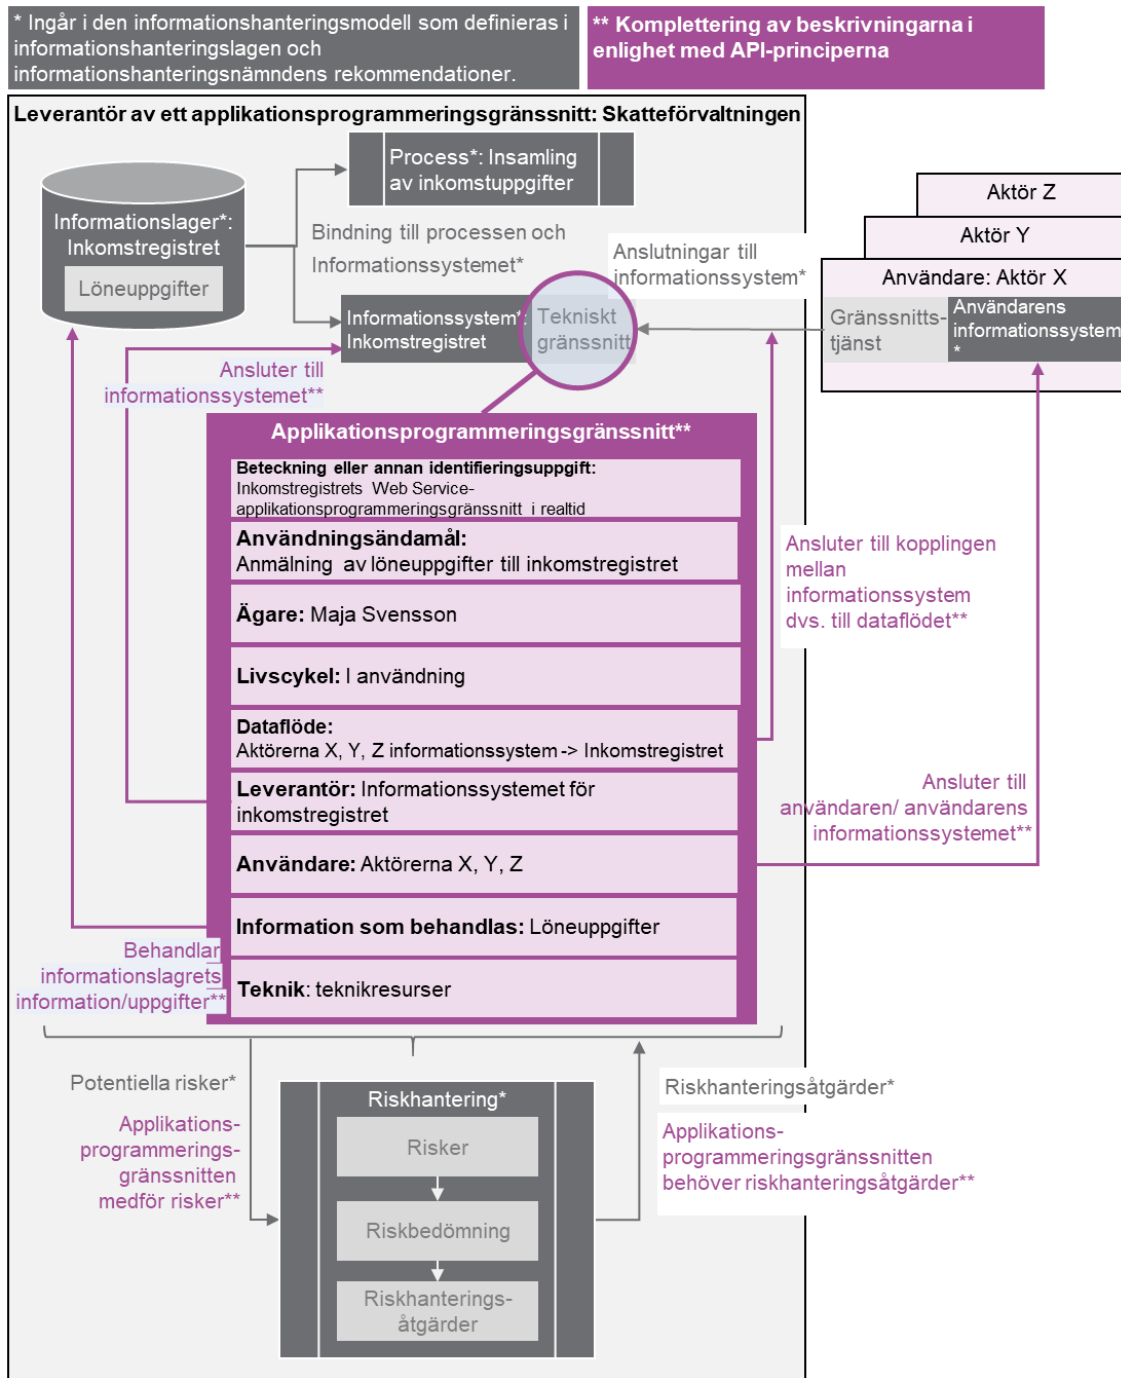 * Ingår i den informationshanteringsmodell som definieras i
informationshanteringslagen och
informationshanteringsnämndens rekommendationer.
** Komplettering av beskrivningarna i
enlighet med API-principerna
Leverantör av ett applikationsprogrammeringsgränssnitt: Skatteförvaltningen
Process*: Insamling
av inkomstuppgifter
Informationslager*:
Inkomstregistret
Löneuppgifter
Bindning till processen och
Informationssystemet*
Anslutningar till
informationssystem*
Aktör Z
Aktör Y
Användare: Aktör X
Gränssnitts-
tjänst
Användarens
informationssystem
*
Informationssystem*:
Inkomstregistret
Tekniskt
gränssnitt
Ansluter till
informationssystemet**
Applikationsprogrammeringsgränssnitt**
Beteckning eller annan identifieringsuppgift:
Inkomstregistrets Web Service-
applikationsprogrammeringsgränssnitt i realtid
Användningsändamål:
Anmälning av löneuppgifter till inkomstregistret
Ägare: Maja Svensson
Livscykel: I användning
Dataflöde:
Aktörerna X, Y, Z informationssystem -> Inkomstregistret
Leverantör: Informationssystemet för
inkomstregistret
Användare: Aktörerna X, Y, Z
Information som behandlas: Löneuppgifter
Teknik: teknikresurser
Ansluter till kopplingen
mellan
informationssystem
dvs. till dataflödet**
Ansluter till
användaren/ användarens
informationssystemet**
Behandlar
informationslagrets
information/uppgifter**
Potentiella risker*
Applikations-
programmerings-
gränssnitten
medför risker**
Riskhantering*
Risker
Riskbedömning
Riskhanterings-
åtgärder
Riskhanteringsåtgärder*
Applikations-
programmeringsgränssnitten
behöver riskhanteringsåtgärder**